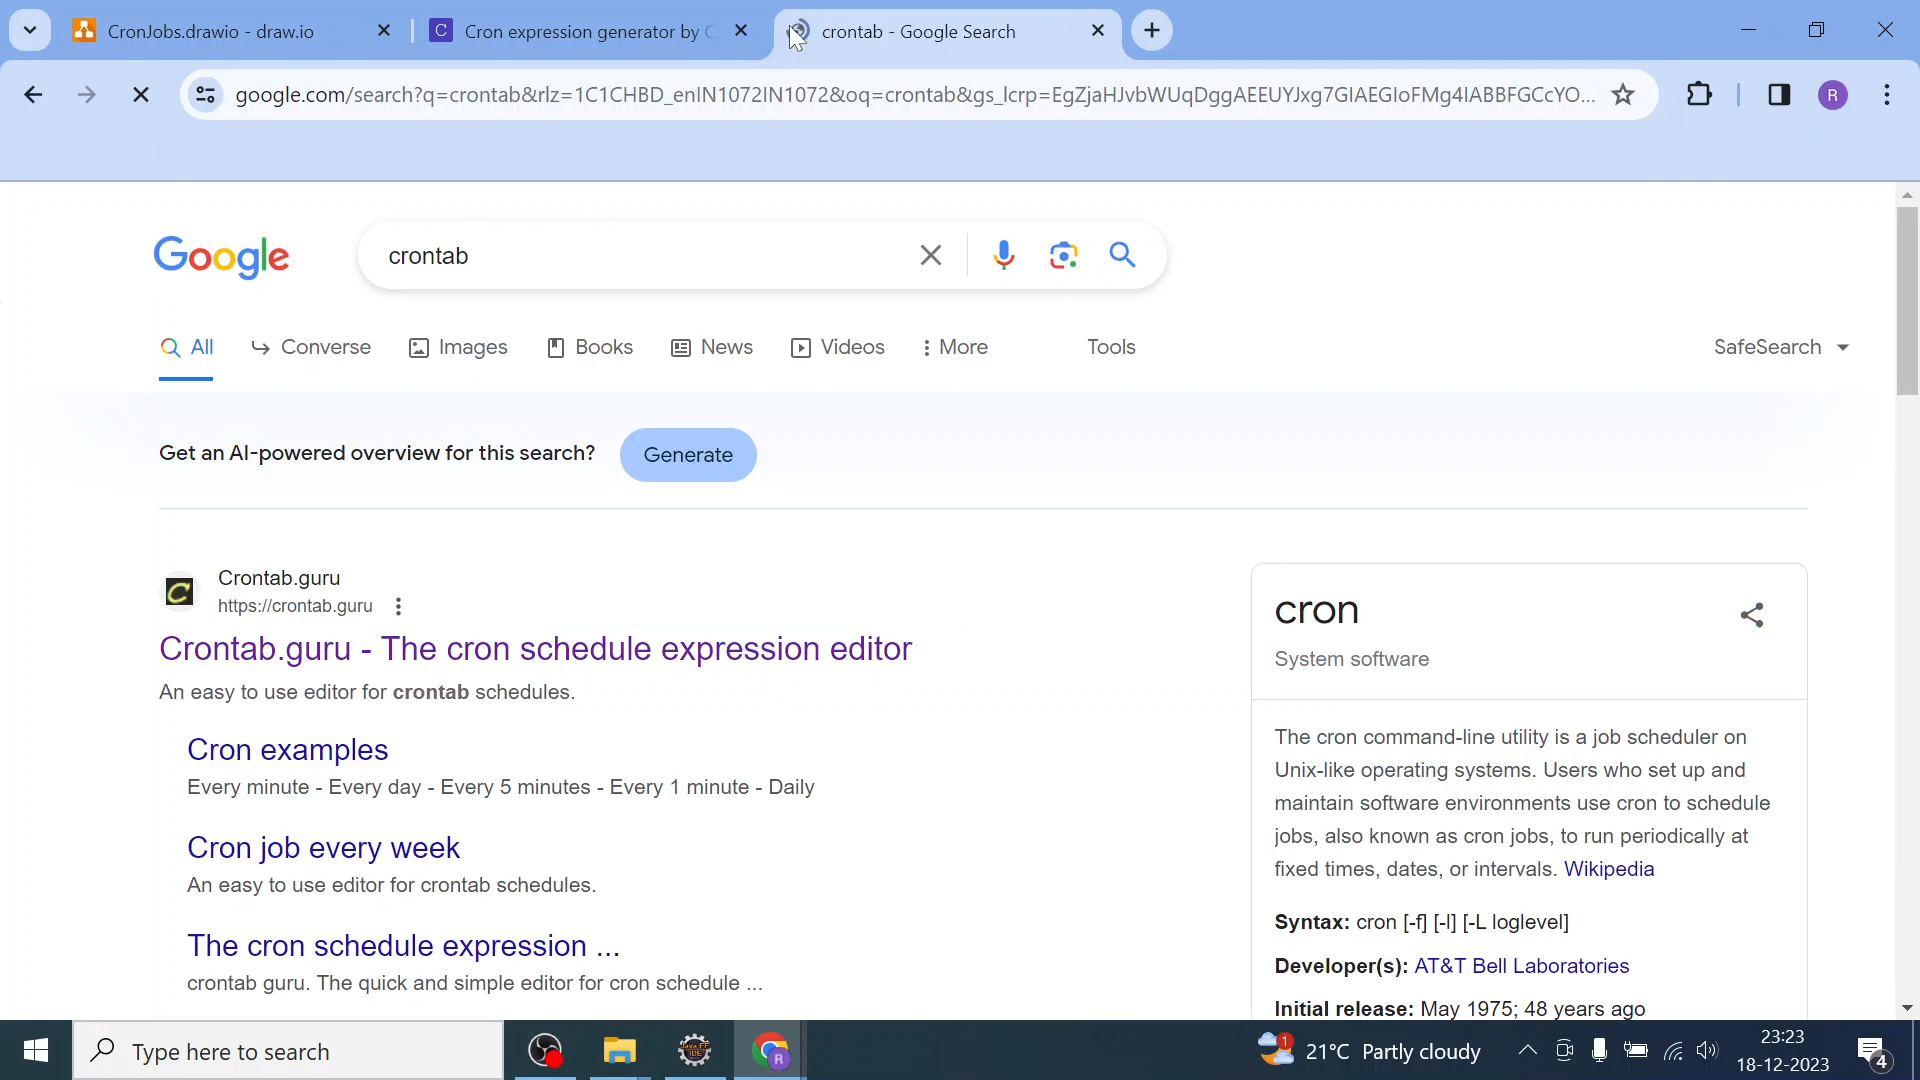 CronJobs.drawio - draw.io
Cron expression generator by C
crontab - Google Search
google.com/search?q=crontab&rlz=1C1CHBD_enIN1072IN1072&oq=crontab&gs_lcrp=EgZjaHJvbWUqDggAEEUYJxg7GIAEGIoFMg4IABBFGCcYO...
R
Google
crontab
All
Converse
Images
Books
News
Videos
More
Tools
SafeSearch
Get an AI-powered overview for this search?
Generate
Crontab.guru
https://crontab.guru
Crontab.guru - The cron schedule expression editor
An easy to use editor for crontab schedules.
Cron examples
Every minute - Every day - Every 5 minutes - Every 1 minute - Daily
Cron job every week
An easy to use editor for crontab schedules.
The cron schedule expression ...
crontab guru. The quick and simple editor for cron schedule ...
cron
System software
The cron command-line utility is a job scheduler on
Unix-like operating systems. Users who set up and
maintain software environments use cron to schedule
jobs, also known as cron jobs, to run periodically at
fixed times, dates, or intervals. Wikipedia
Syntax: cron [-f] [-l] [-L loglevel]
Developer(s): AT&T Bell Laboratories
Initial release: May 1975; 48 years ago
Type here to search
R
1
21°C Partly cloudy
23:23
18-12-2023
4